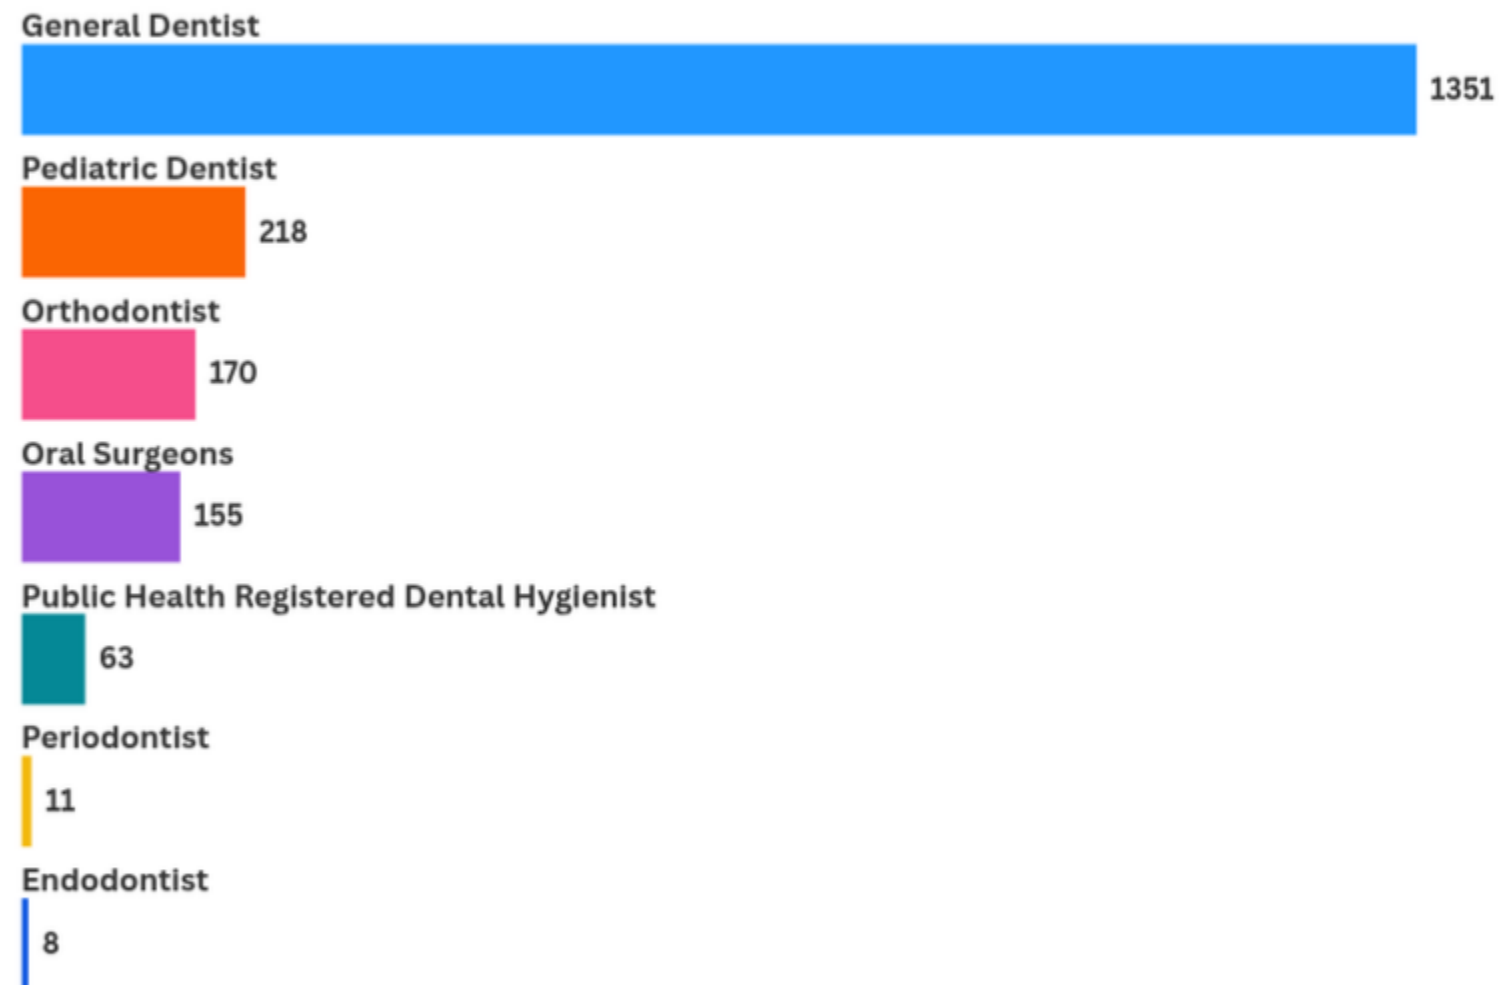 General Dentist
1351
Pediatric Dentist
218
Orthodontist
170
Oral Surgeons
155
Public Health Registered Dental Hygienist
63
Periodontist
11
Endodontist
8